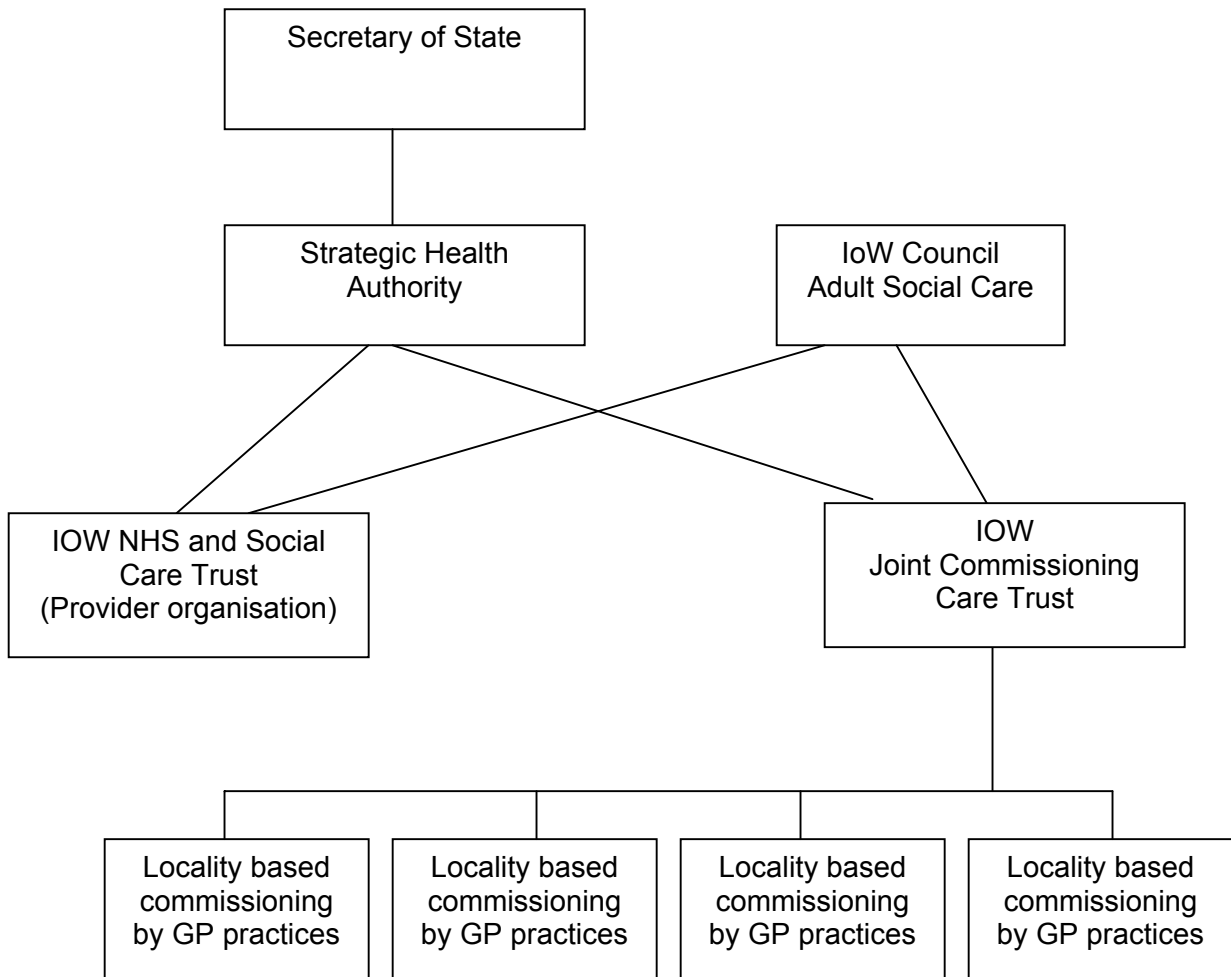 Secretary of State
Strategic Health
Authority
IoW Council
Adult Social Care
IOW NHS and Social
Care Trust
(Provider organisation)
IOW
Joint Commissioning
Care Trust
Locality based
commissioning
by GP practices
Locality based
commissioning
by GP practices
Locality based
commissioning
by GP practices
Locality based
commissioning
by GP practices